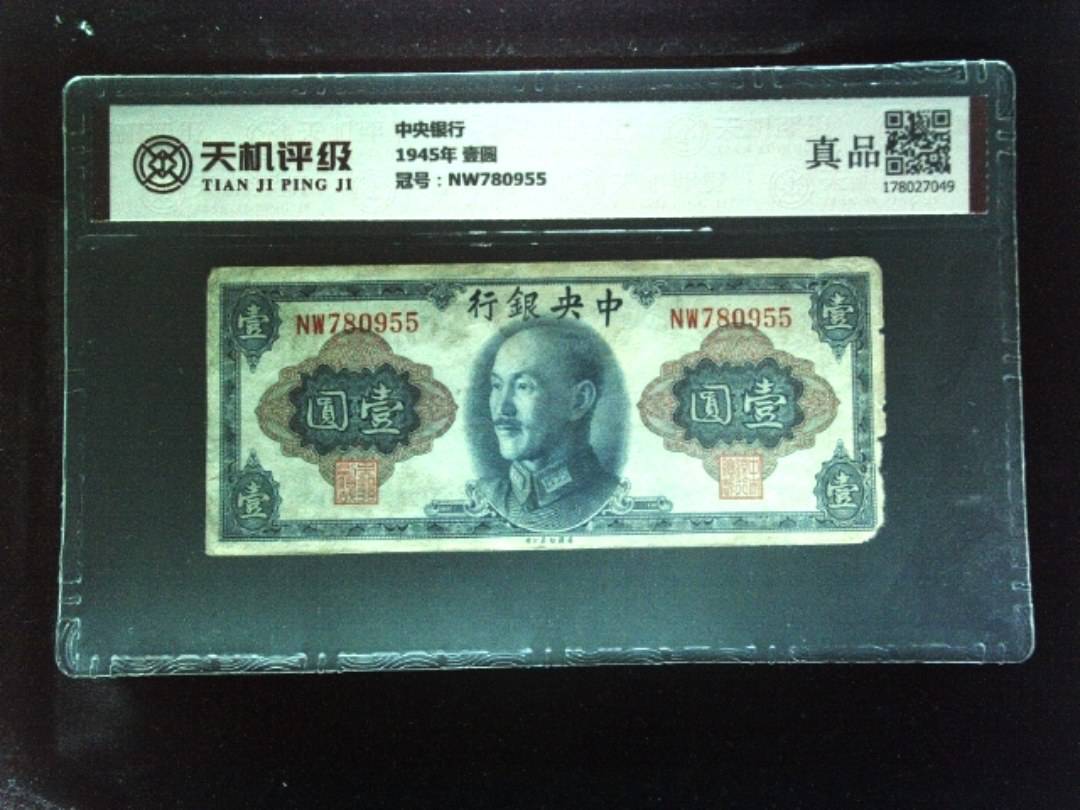 天机评级
TIAN JI PING JI
中央银行
1945年 壹圆
冠号:NW780955
真品
178027049
行銀央中
NW780955
NW780955
壹
壹
圓壹
圓壹
壹
壹